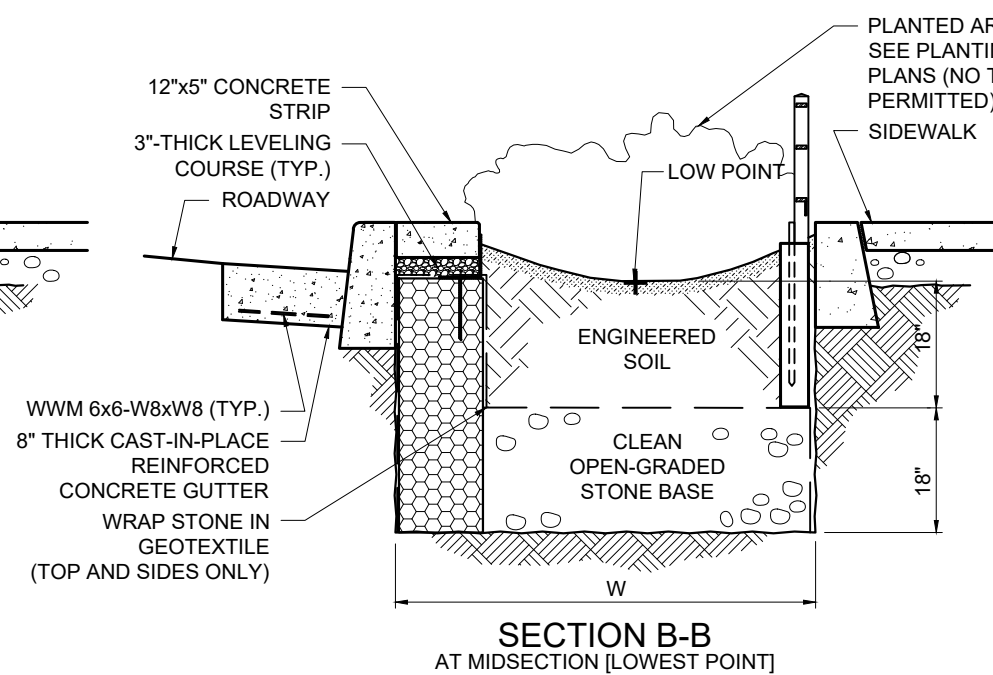 PLANTED
SEE
PLANS (NO
PERMITTED)
SIDEWALK
12"x5" CONCRETE
STRIP
3"-THICK LEVELING
COURSE (TYP.)
ROADWAY
LOW POINT
ENGINEERED
SOIL
18"
WWM 6x6-W8xW8 (TYP.)
8" THICK CAST-IN-PLACE
REINFORCED
CONCRETE GUTTER
WRAP STONE IN
GEOTEXTILE
(TOP AND SIDES ONLY)
CLEAN
OPEN-GRADED
STONE BASE
18"
W
SECTION B-B
AT MIDSECTION [LOWEST POINT]